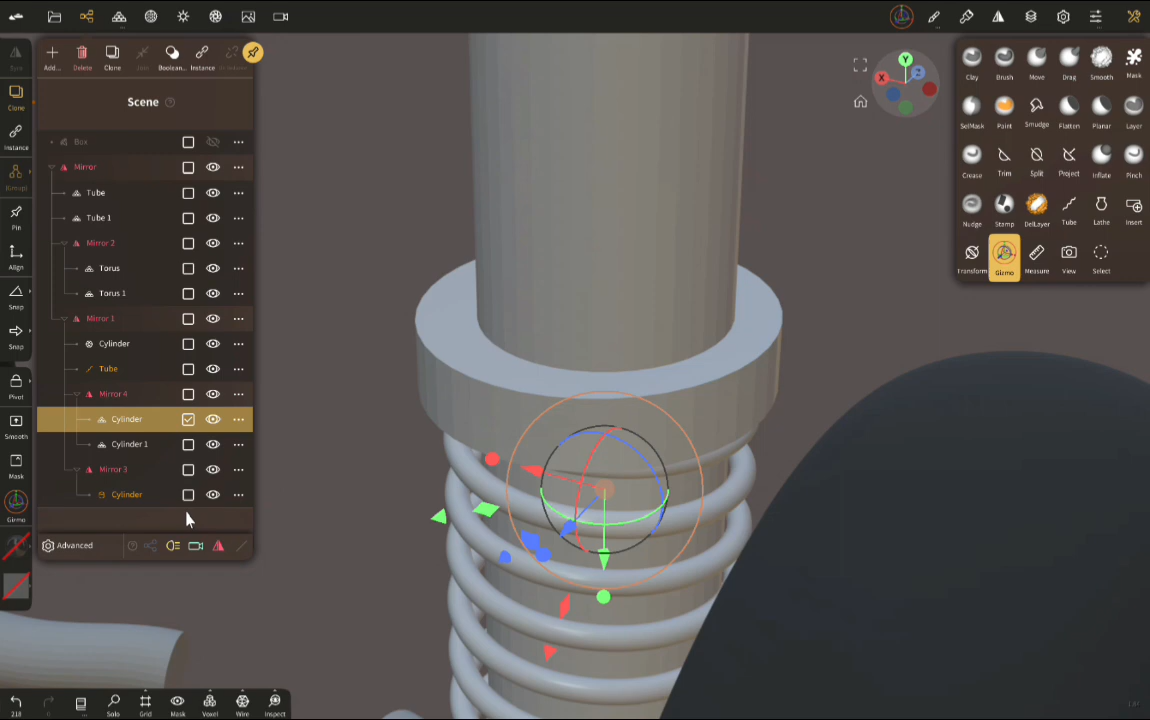 Add...
Delete
Clone
Join
Boolean...
Instance
Scene
Box
Mirror
Tube
Tube 1
Mirror 2
Torus
Torus 1
Mirror 1
Cylinder
Tube
Mirror 4
Cylinder
Cylinder 1
Mirror 3
Cylinder
Advanced
Sym
Clone
Instance
Pin
Align
Snap
Snap
Pivot
Smooth
Mask
Gizmo
218
0
Solo
Grid
Mask
Voxel
Wire
Inspect
Y
X
Z
Clay
Brush
Move
Drag
Smooth
Mask
SelMask
Paint
Smudge
Flatten
Planar
Layer
Crease
Trim
Split
Project
Inflate
Pinch
Nudge
Stamp
DelLayer
Tube
Lathe
Insert
Transform
Gizmo
Measure
View
Select